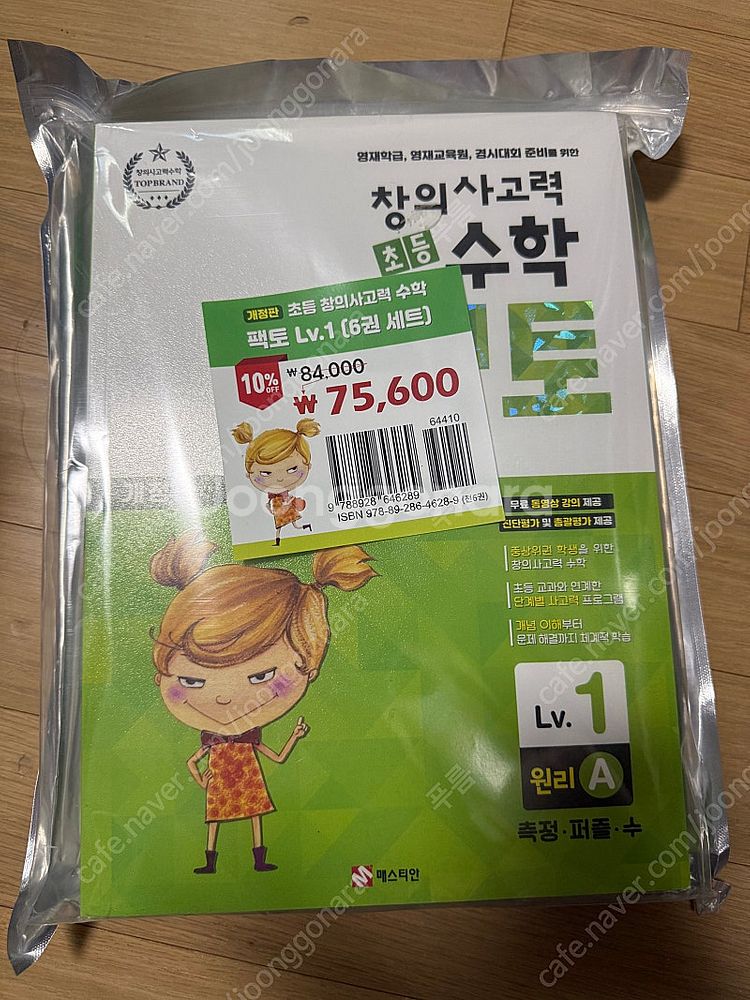 영재학급, 영재교육원, 경시대회 준비를 위한
창의사고력수학
TOPBRAND
창의사고력
초등 수학
토
개정판 초등 창의사고력 수학
팩토 Lv.1 (6권 세트)
10% OFF
₩84,000
₩75,600
64410
9 788928 646289
ISBN 978-89-286-4628-9 (전6권)
무료 동영상 강의 제공
진단평가 및 총괄평가 제공
중상위권 학생을 위한
창의사고력 수학
초등 교과와 연계한
단계별 사고력 프로그램
개념 이해부터
문제 해결까지 체계적 학습
Lv. 1
원리 A
측정·퍼즐·수
매스티안
joonggonara
cafe.naver.com/joonggonara
푸름